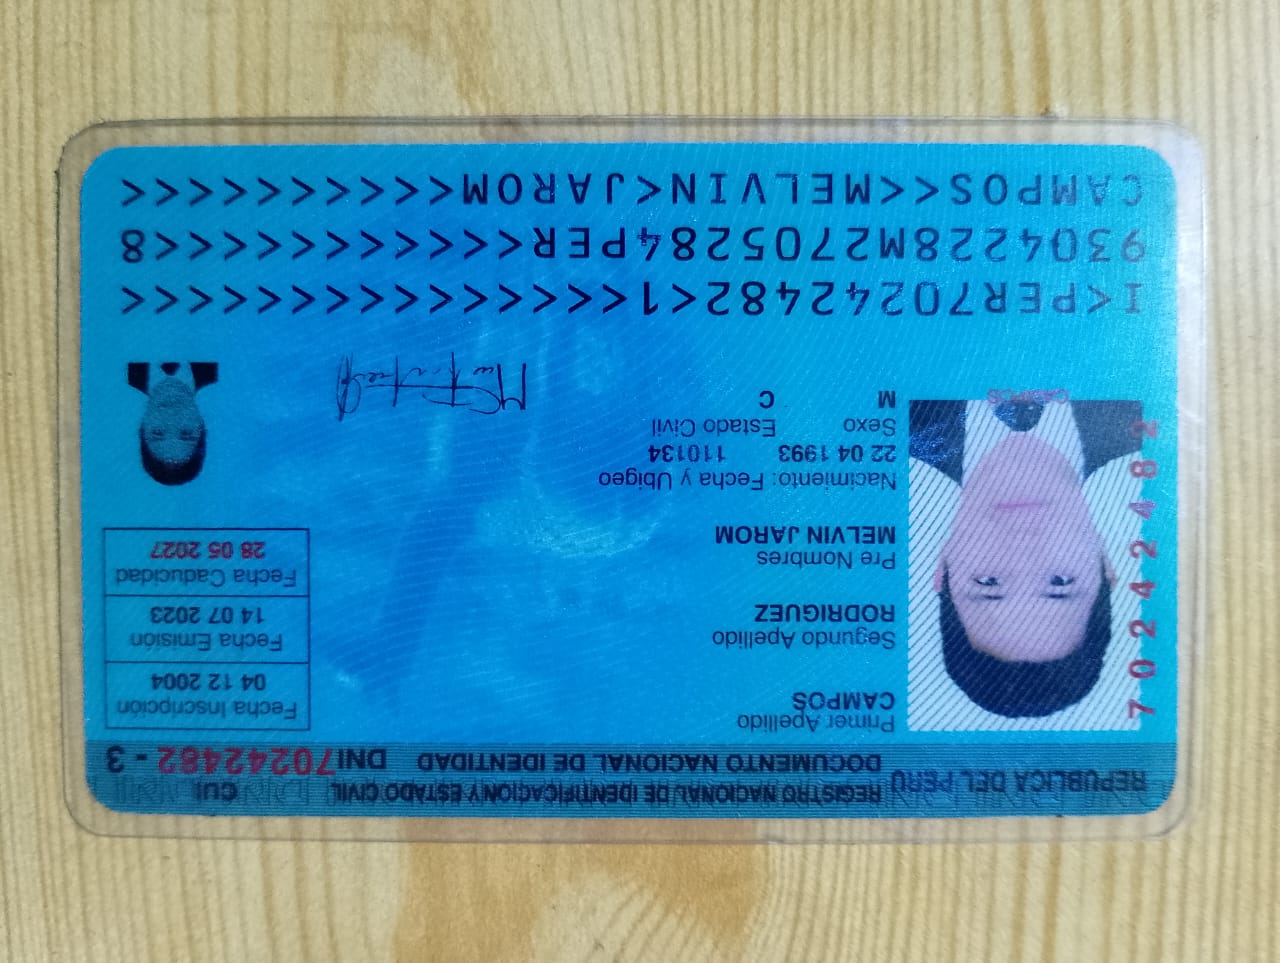 REPUBLICA DEL PERU
REGISTRO NACIONAL DE IDENTIFICACION Y ESTADO CIVIL
DOCUMENTO NACIONAL DE IDENTIDAD
CUI
DNI 70242482 - 3
70242482
Primer Apellido
CAMPOS
Segundo Apellido
RODRIGUEZ
Pre Nombres
MELVIN JAROM
Nacimiento: Fecha y Ubigeo
22 04 1993 110134
Sexo Estado Civil
M C
Fecha Inscripción
04 12 2004
Fecha Emisión
14 07 2023
Fecha Caducidad
28 05 2027
CAMPOS
I<PER70242482<1<<<<<<<<<<<<<<<
9304228M2705284PER<<<<<<<<<<<8
CAMPOS<<MELVIN<JAROM<<<<<<<<<<